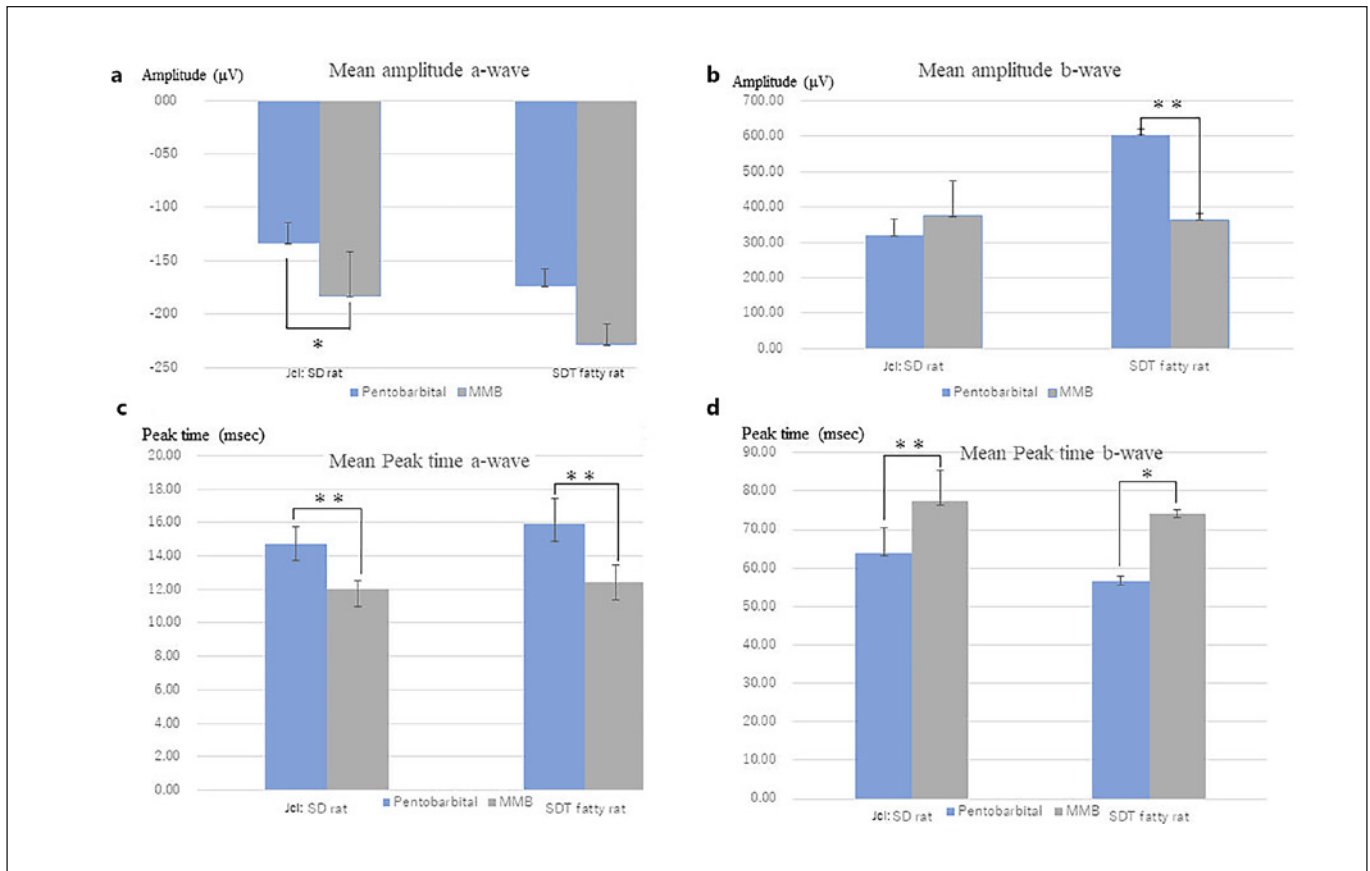 a Amplitude (μV) Mean amplitude a-wave
000
-050
-100
-150
-200
-250
*
Jcl: SD rat SDT fatty rat
Pentobarbital MMB
b Amplitude (μV) Mean amplitude b-wave
700.00
600.00
500.00
400.00
300.00
200.00
100.00
0.00
**
Jcl: SD rat SDT fatty rat
Pentobarbital MMB
c
Peak time (msec)
Mean Peak time a-wave
20.00
18.00
16.00
14.00
12.00
10.00
8.00
6.00
4.00
2.00
0.00
** **
Jcl: SD rat Pentobarbital MMB SDT fatty rat
d
Peak time (msec)
Mean Peak time b-wave
90.00
80.00
70.00
60.00
50.00
40.00
30.00
20.00
10.00
0.00
** *
Jcl: SD rat Pentobarbital MMB SDT fatty rat